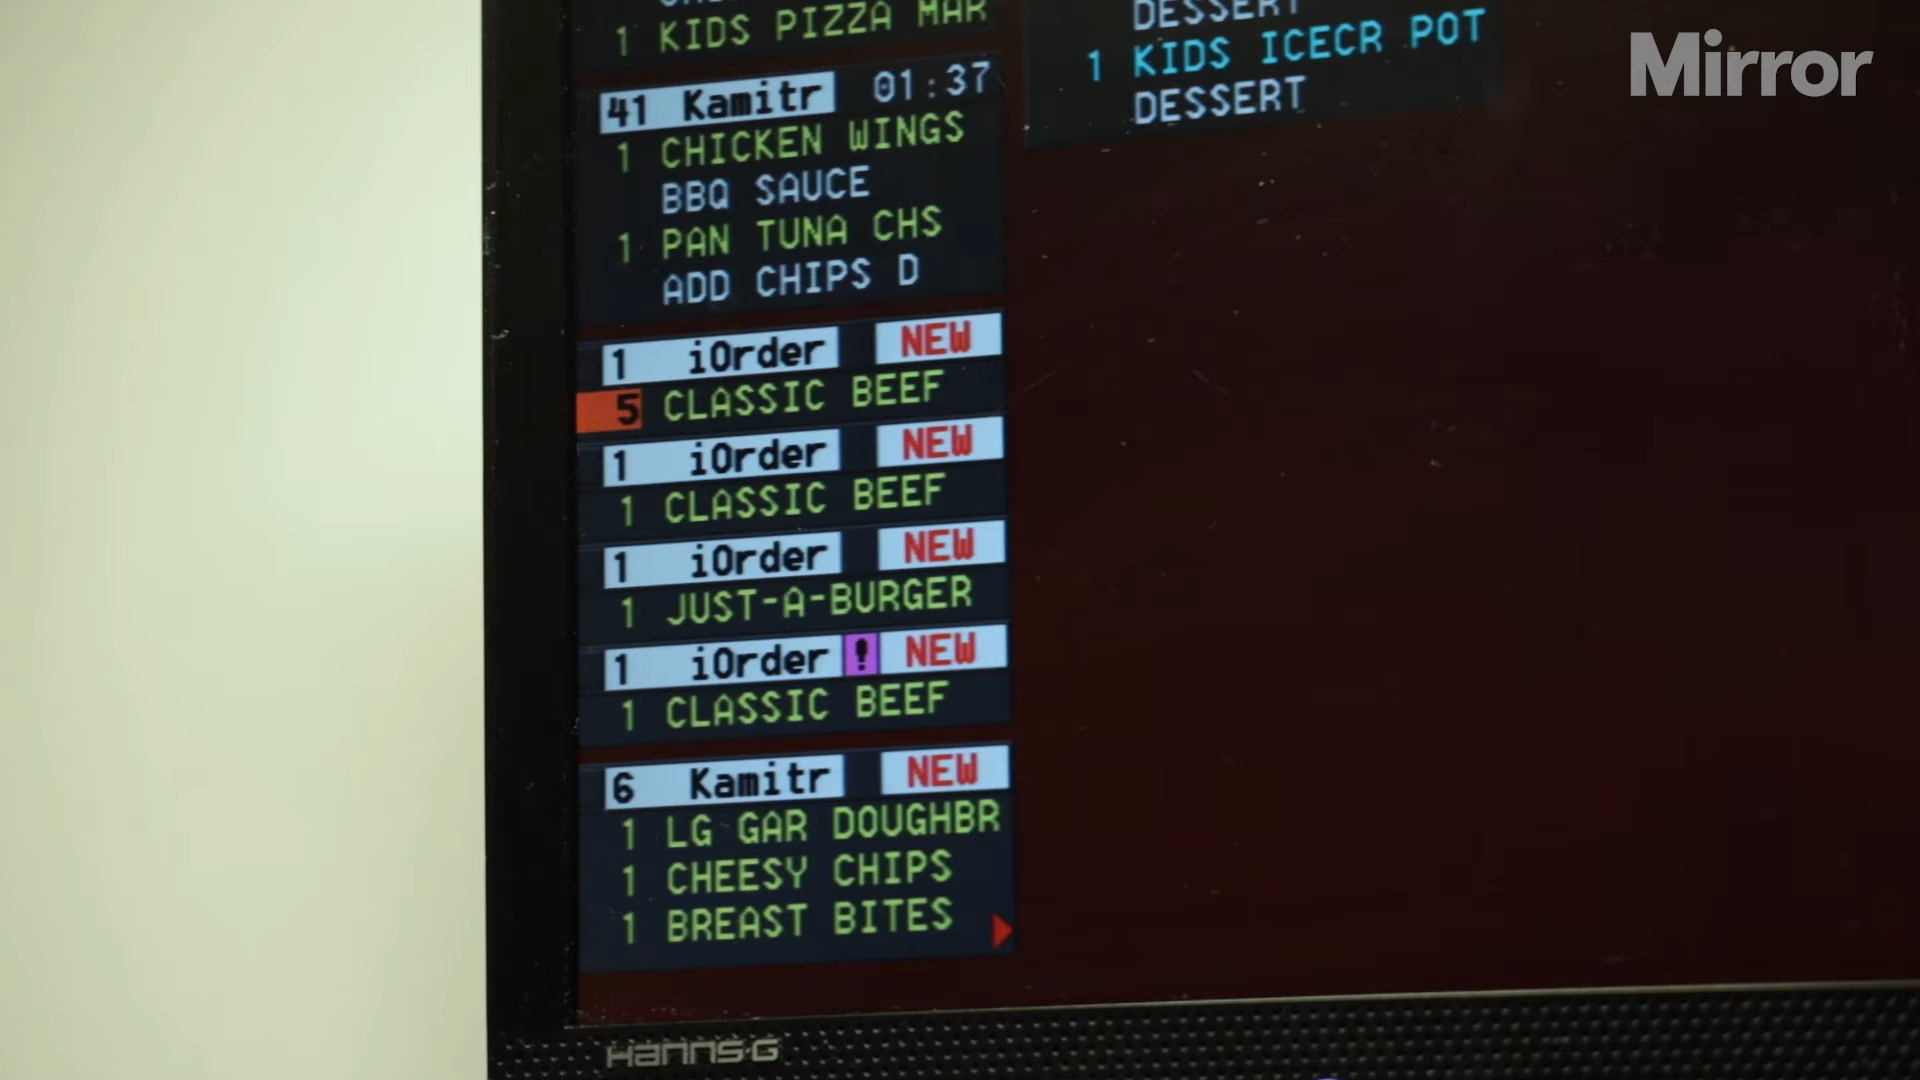 1 KIDS PIZZA MAR
41 Kamitr 01:37
1 CHICKEN WINGS
BBQ SAUCE
1 PAN TUNA CHS
ADD CHIPS D
1 iOrder NEW
5 CLASSIC BEEF
1 iOrder NEW
1 CLASSIC BEEF
1 iOrder NEW
1 JUST-A-BURGER
1 iOrder ! NEW
1 CLASSIC BEEF
6 Kamitr NEW
1 LG GAR DOUGHBR
1 CHEESY CHIPS
1 BREAST BITES
DESSERT
1 KIDS ICECR POT
DESSERT
Mirror
HANNS·G